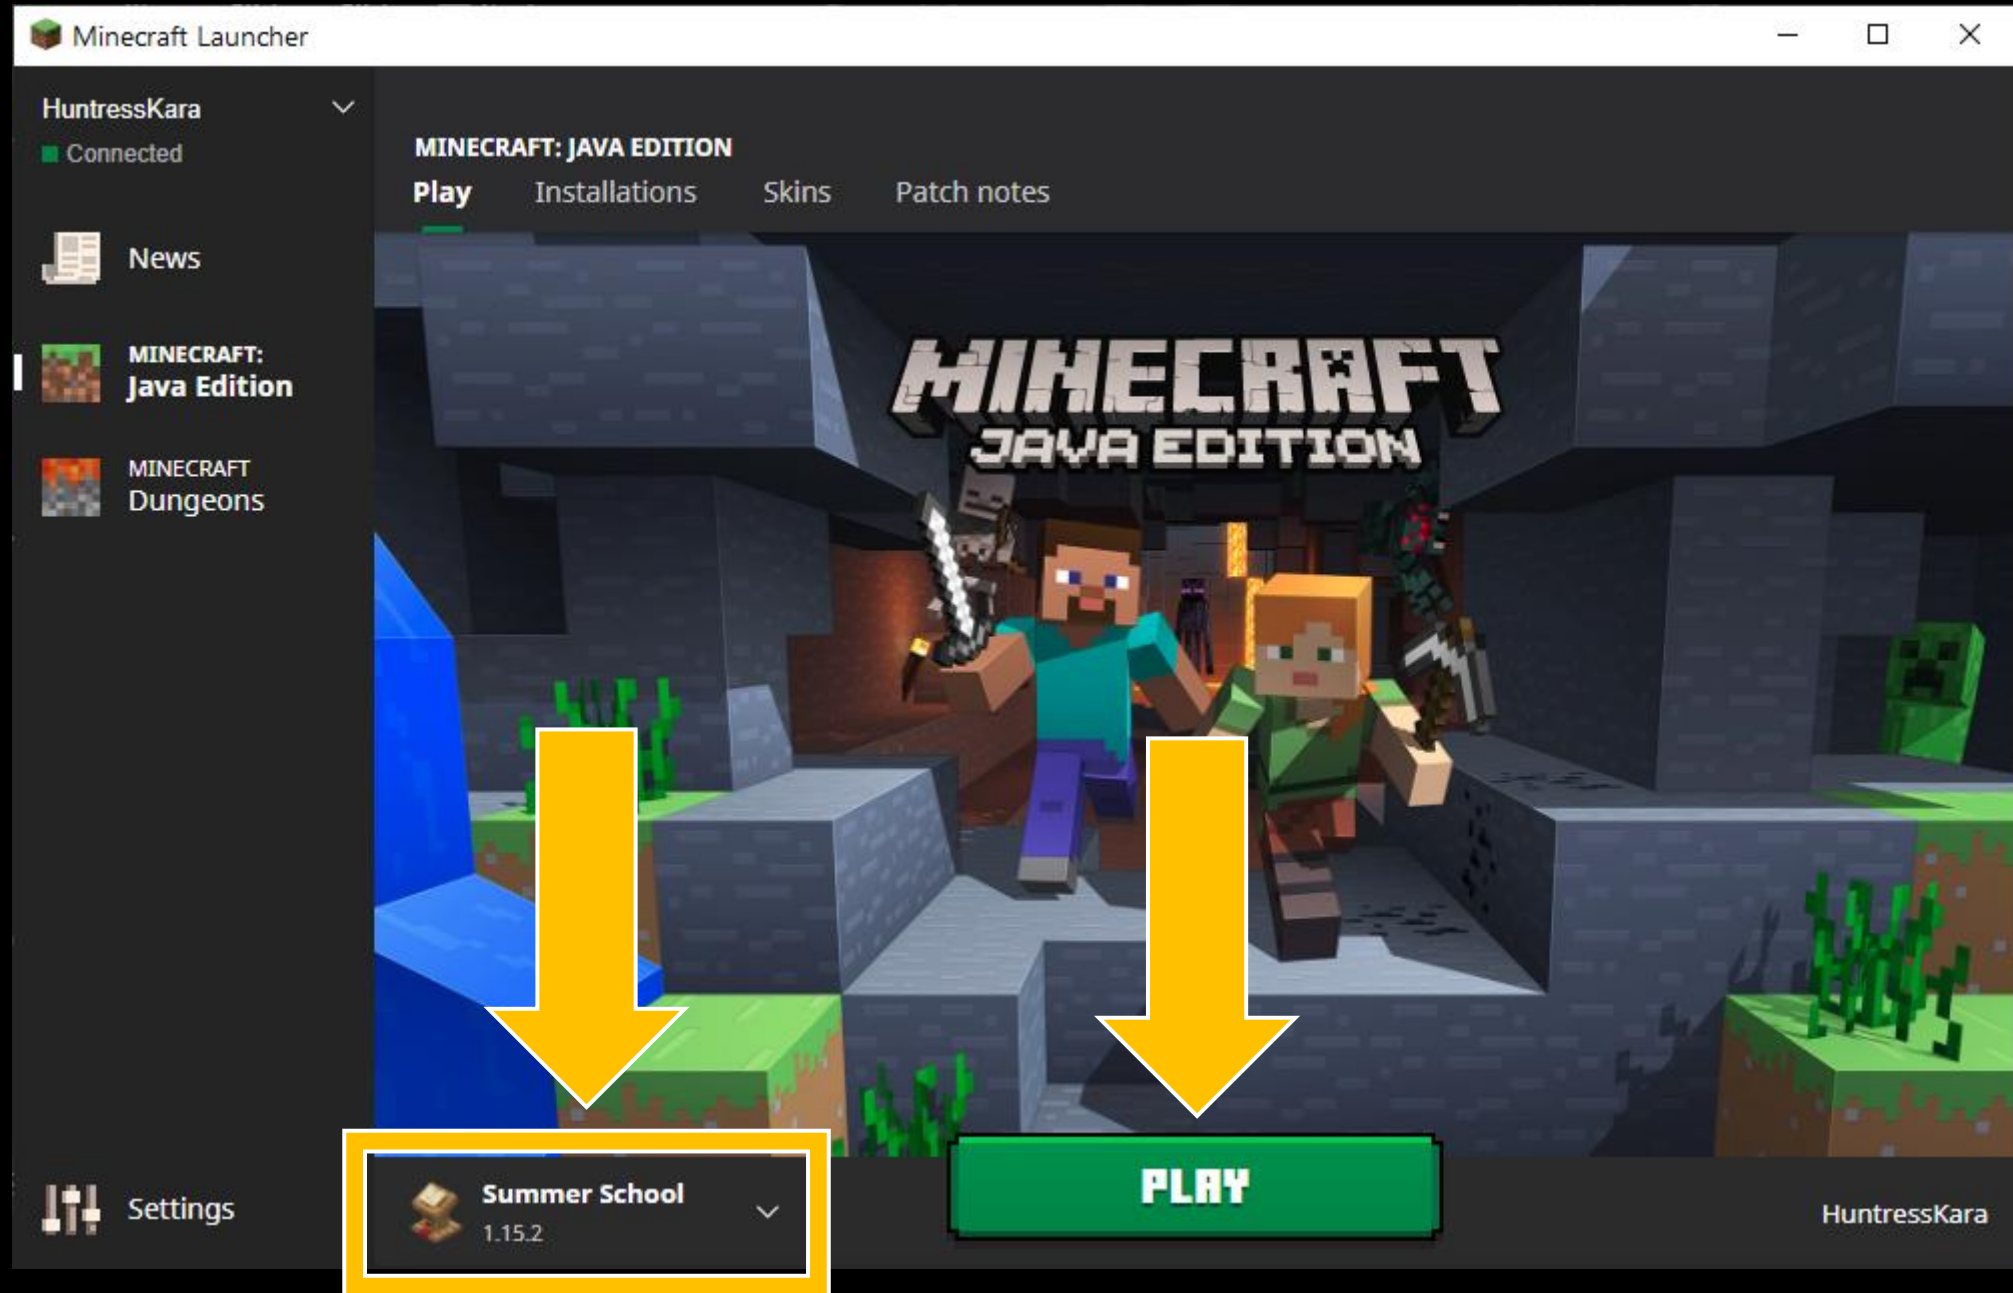 Minecraft Launcher
HuntressKara
Connected
News
MINECRAFT:
Java Edition
MINECRAFT
Dungeons
Settings
MINECRAFT: JAVA EDITION
Play Installations Skins Patch notes
MINECRAFT
JAVA EDITION
Summer School
1.15.2
PLAY
HuntressKara